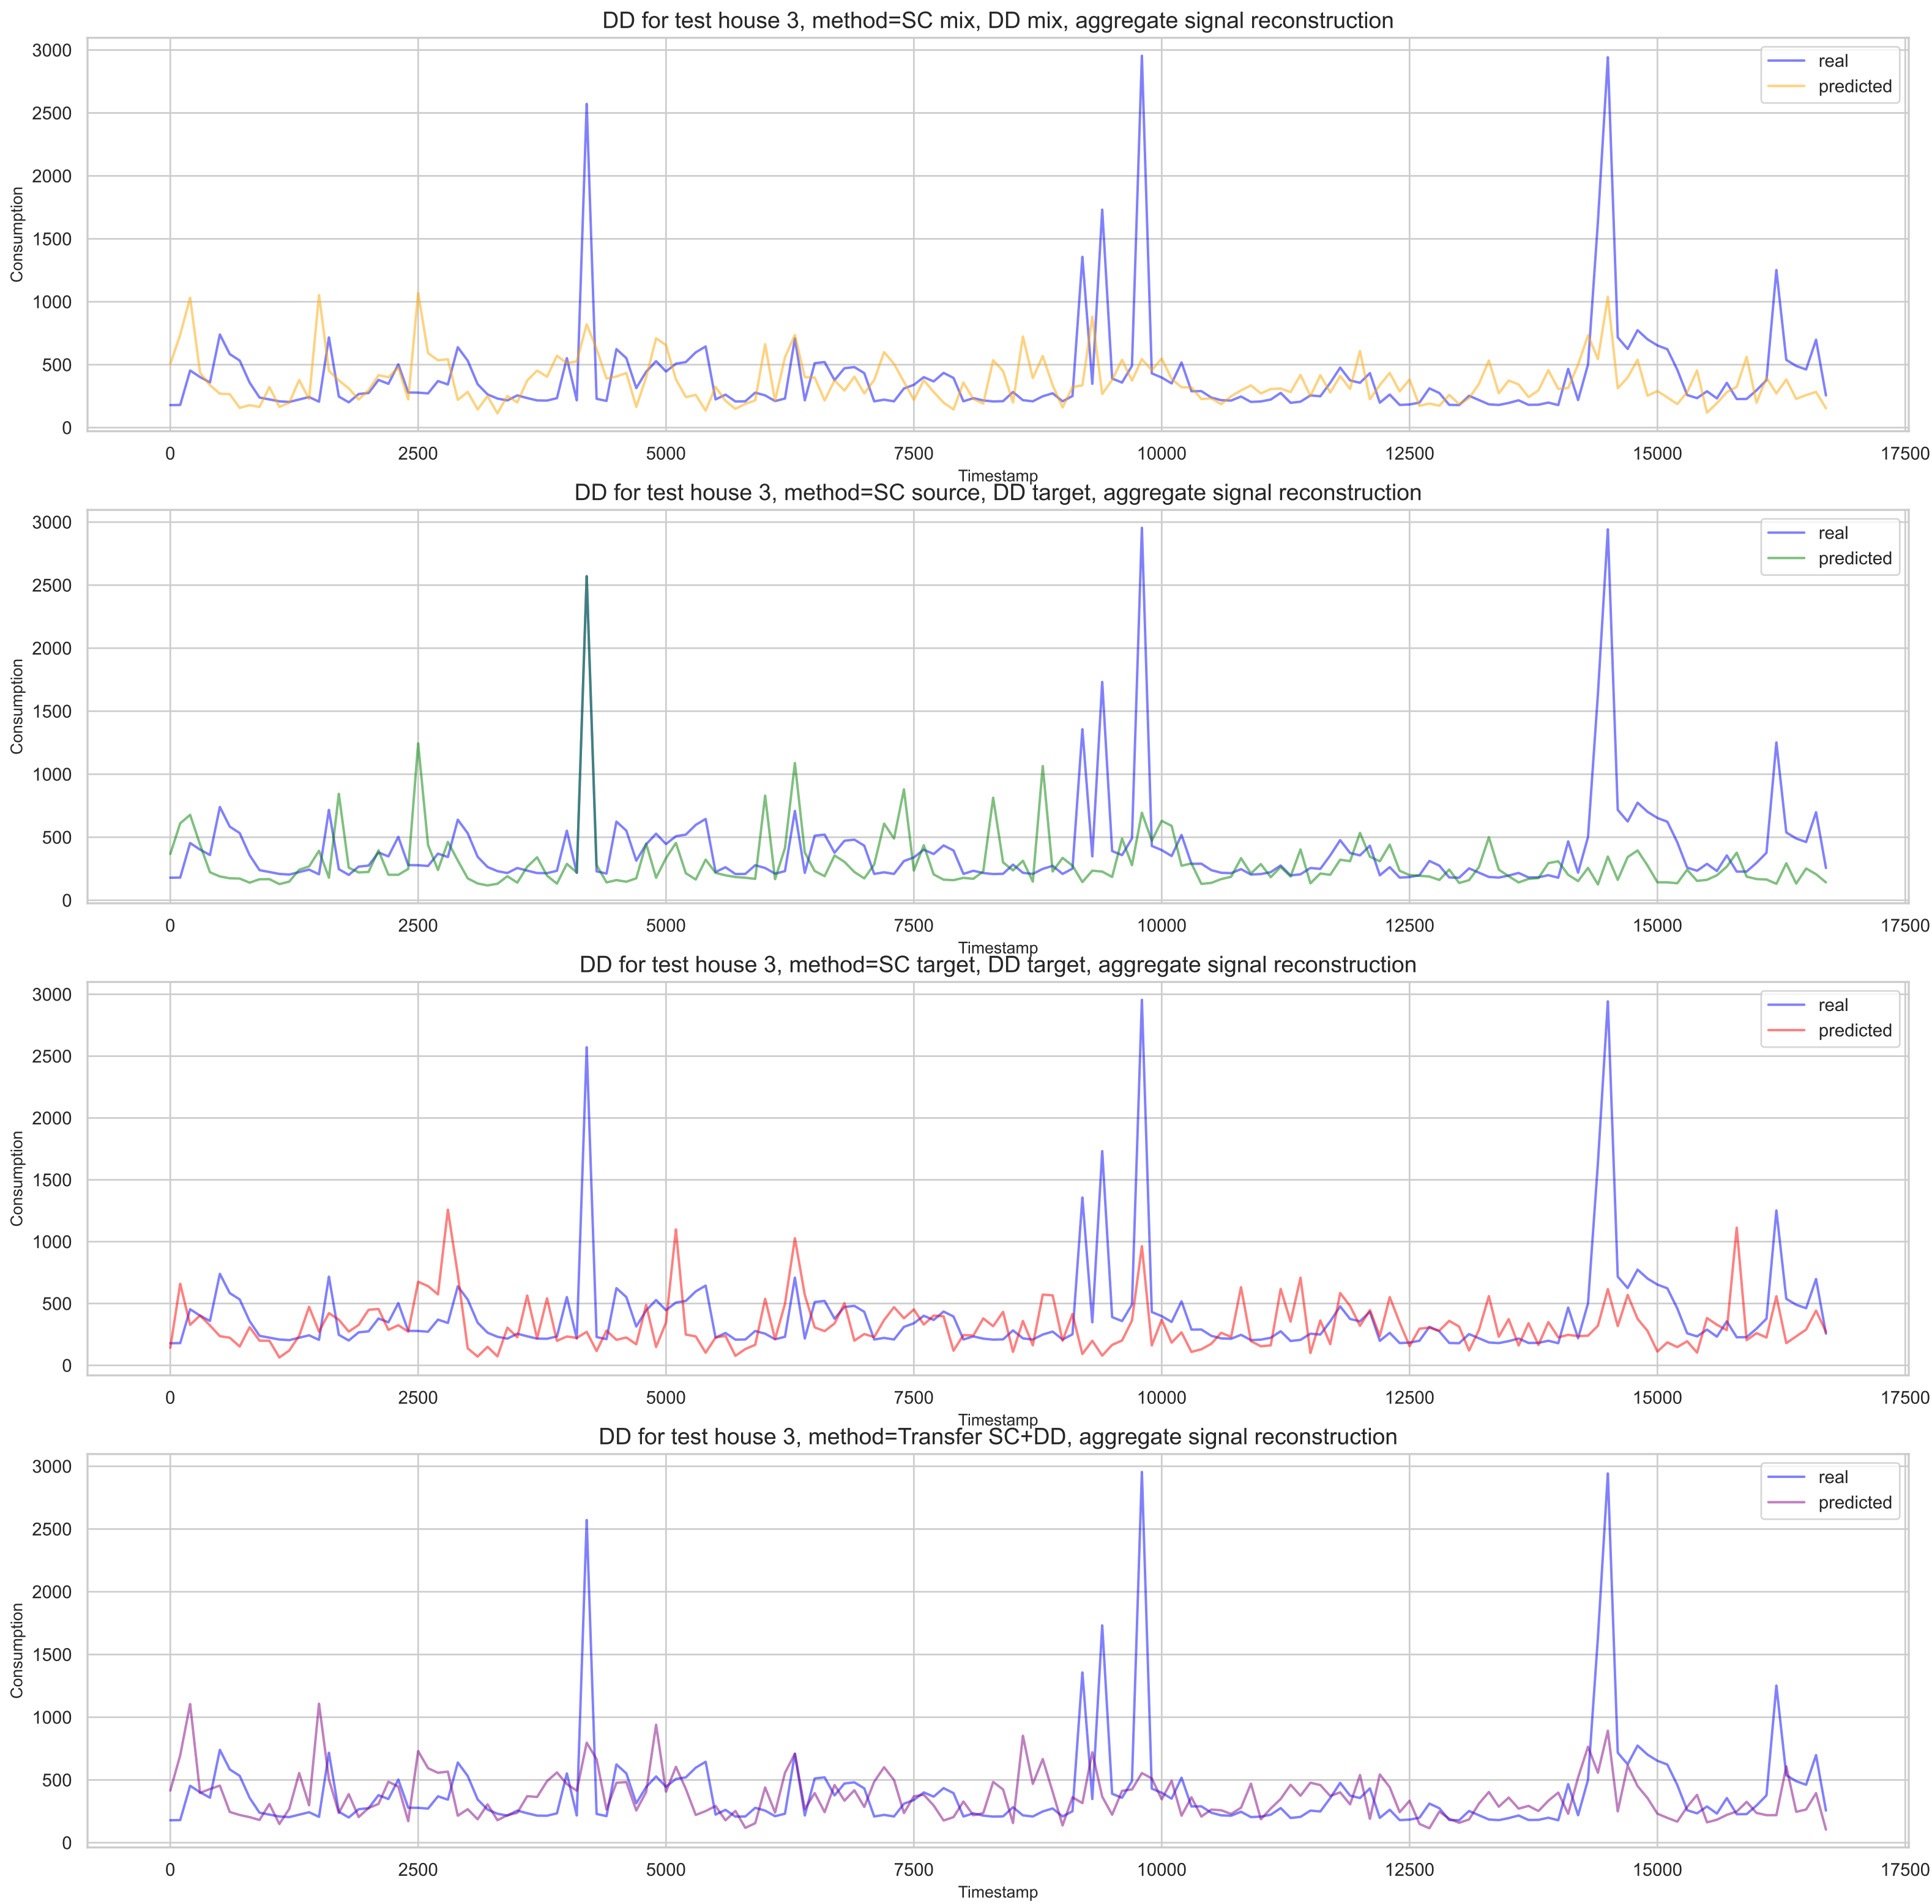 DD for test house 3, method=SC mix, DD mix, aggregate signal reconstruction
3000
2500
2000
1500
1000
500
0
Consumption
real
predicted
0 2500 5000 7500 10000 12500 15000 17500
Timestamp
DD for test house 3, method=SC source, DD target, aggregate signal reconstruction
3000
2500
2000
1500
1000
500
0
Consumption
real
predicted
0 2500 5000 7500 10000 12500 15000 17500
Timestamp
DD for test house 3, method=SC target, DD target, aggregate signal reconstruction
3000
2500
2000
1500
1000
500
0
Consumption
real
predicted
0 2500 5000 7500 10000 12500 15000 17500
Timestamp
DD for test house 3, method=Transfer SC+DD, aggregate signal reconstruction
3000
2500
2000
1500
1000
500
0
Consumption
real
predicted
0 2500 5000 7500 10000 12500 15000 17500
Timestamp